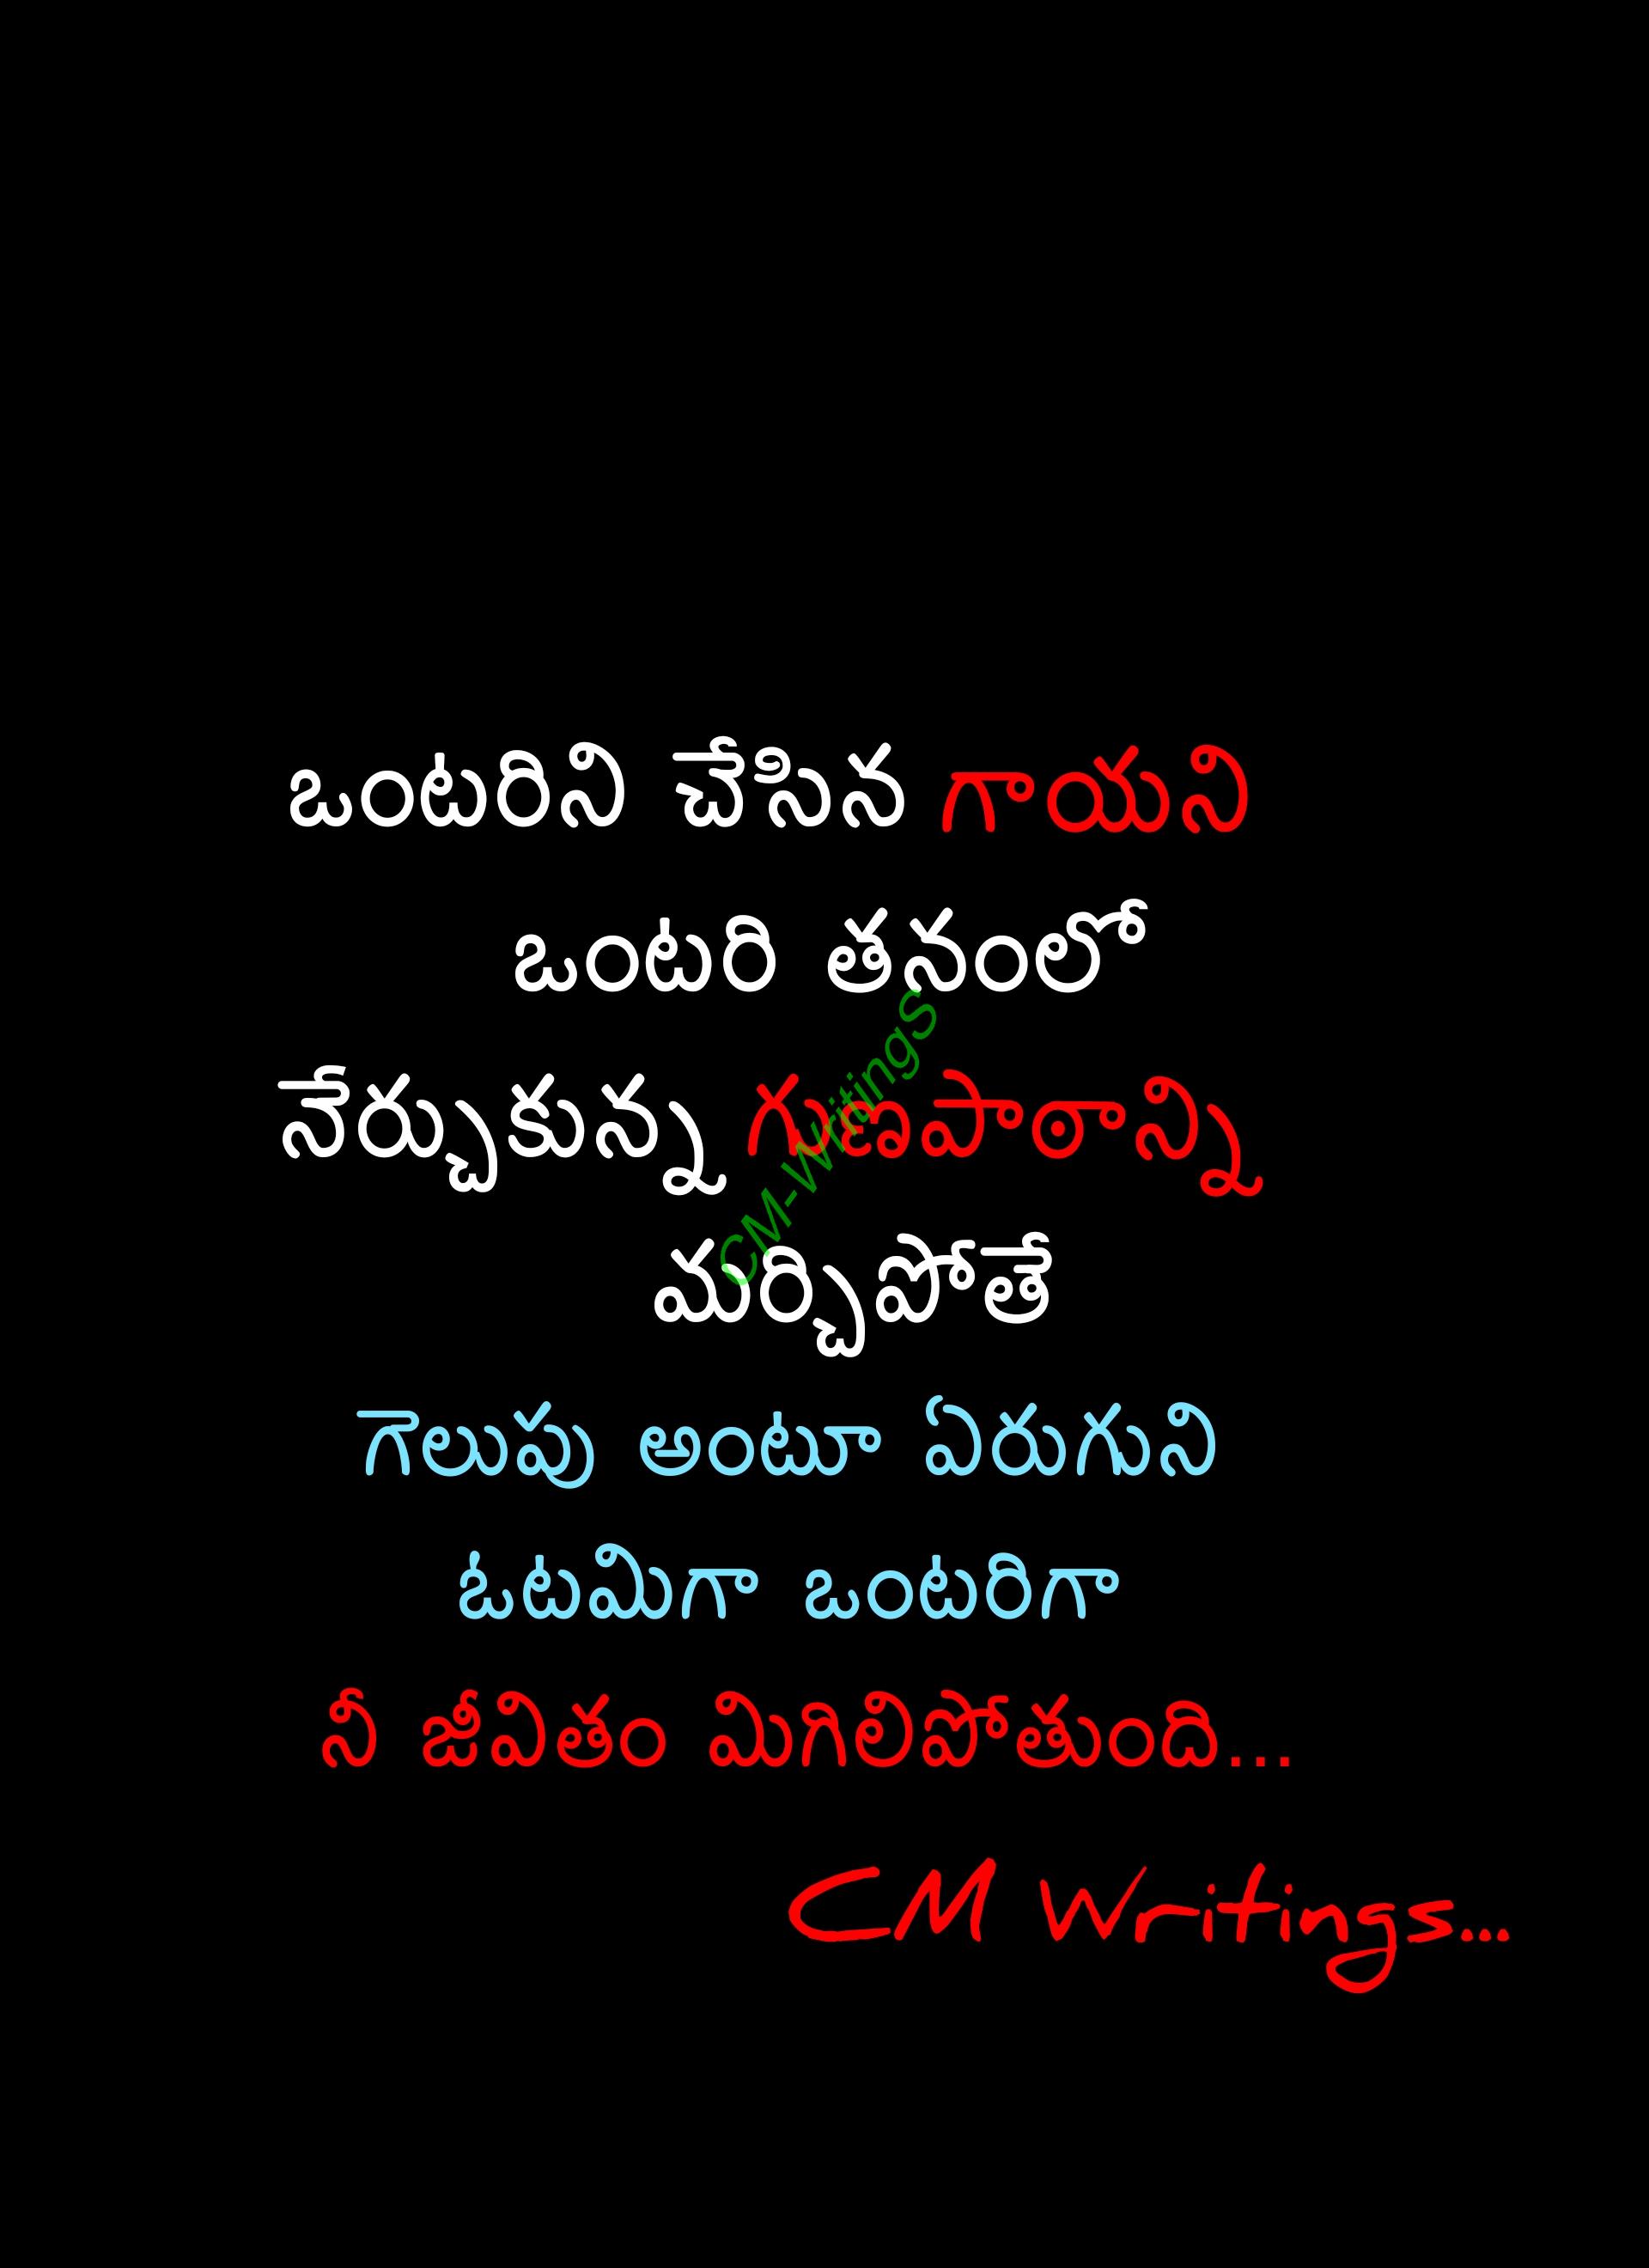 ఒంటరిని చేసిన గాయని
ఒంటరి తనంలో
నేర్చుకున్న గుణపాఠాన్ని
మర్చిపోతే
గెలుపు అంటూ ఏరుగుని
ఓటమిగా ఒంటరిగా
నీ జీవితం మిగిలిపోతుంది...
CM Writings...
CM-Writings